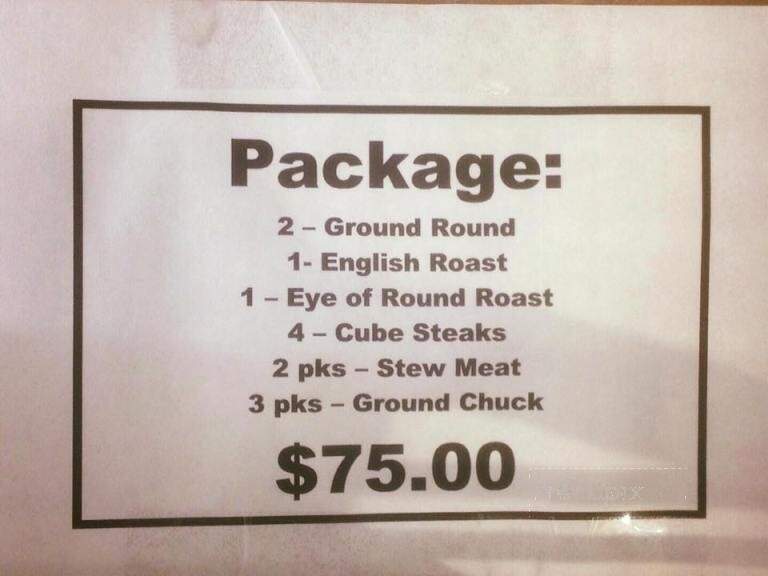 Package:
2 – Ground Round
1- English Roast
1 – Eye of Round Roast
4 – Cube Steaks
2 pks – Stew Meat
3 pks – Ground Chuck
$75.00